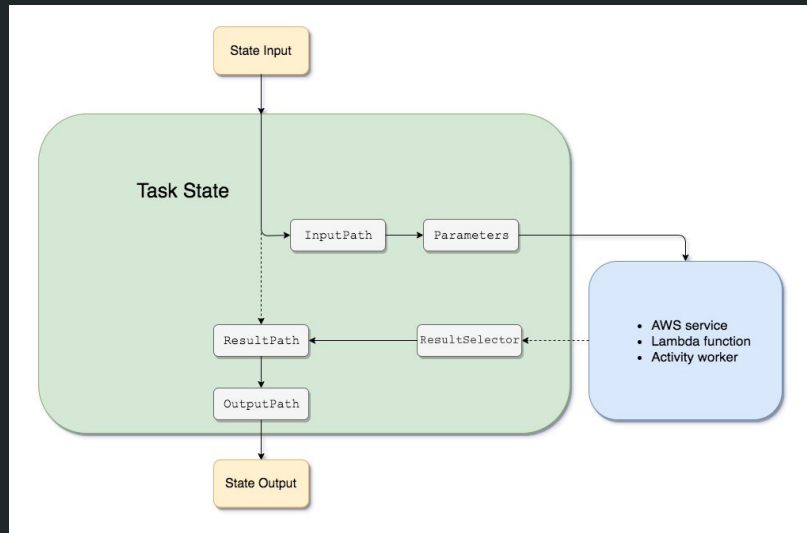 State Input
Task State
InputPath
Parameters
ResultPath
ResultSelector
AWS service
Lambda function
Activity worker
OutputPath
State Output